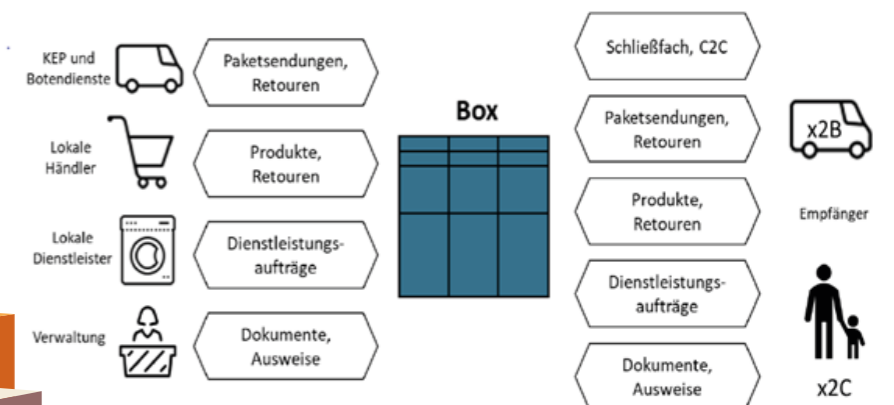 KEP und
Botendienste
Paketsendungen,
Retouren
Lokale
Händler
Produkte,
Retouren
Lokale
Dienstleister
Dienstleistungs-
aufträge
Verwaltung
Dokumente,
Ausweise
Box
Schließfach, C2C
Paketsendungen,
Retouren
Produkte,
Retouren
Dienstleistungs-
aufträge
Dokumente,
Ausweise
x2B
Empfänger
x2C